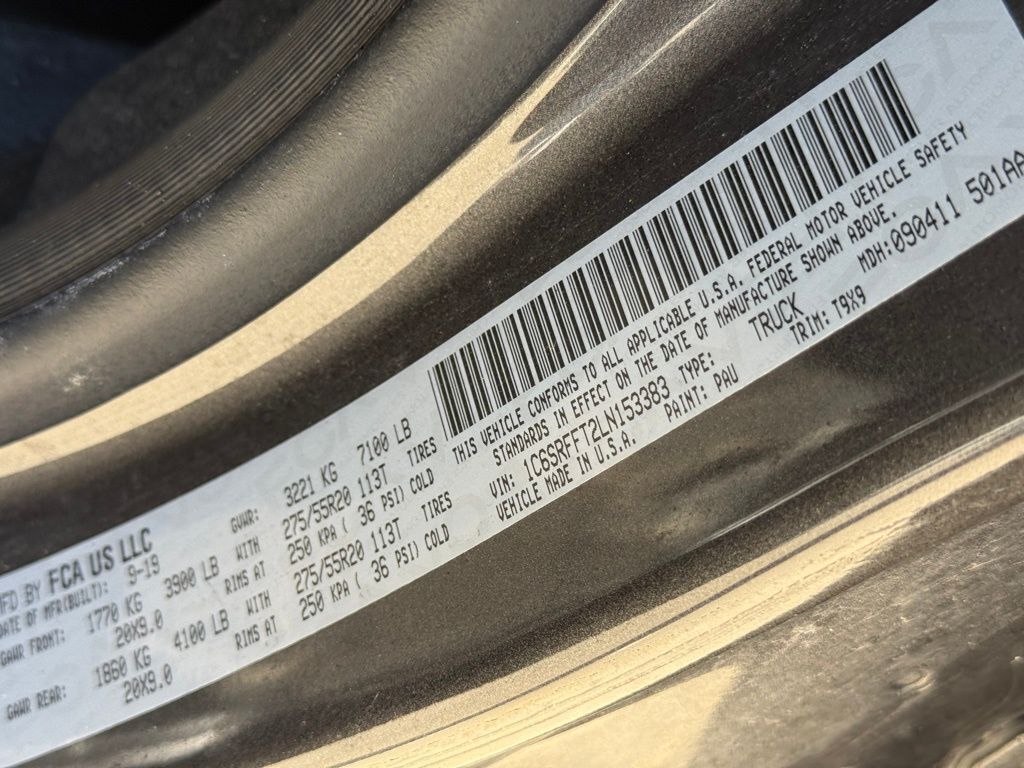 MFD BY FCA US LLC
DATE OF MFR(BUILT): 9-19 GVWR: 3221 KG 7100 LB
GAWR FRONT: 1770 KG 3900 LB WITH 275/55R20 113T TIRES
20X9.0 RIMS AT 250 KPA ( 36 PSI) COLD
GAWR REAR: 1860 KG 4100 LB WITH 275/55R20 113T TIRES
20X9.0 RIMS AT 250 KPA ( 36 PSI) COLD
THIS VEHICLE CONFORMS TO ALL APPLICABLE U.S.A. FEDERAL MOTOR VEHICLE SAFETY
STANDARDS IN EFFECT ON THE DATE OF MANUFACTURE SHOWN ABOVE.
MDH:090411 501AA
VIN: 1C6SRFFT2LN153383 TYPE: TRUCK
VEHICLE MADE IN U.S.A. PAINT: PAU TRIM: T9X9